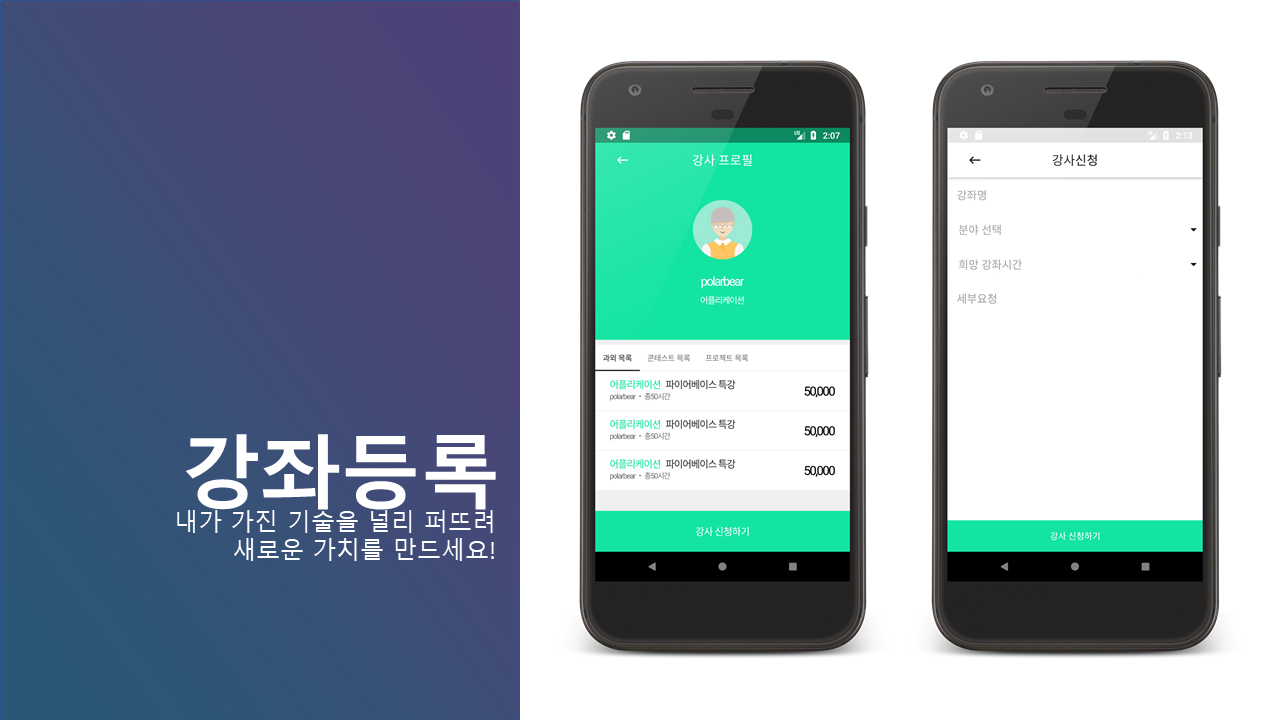 강좌등록
내가 가진 기술을 널리 퍼뜨려
새로운 가치를 만드세요!
2:07
강사 프로필
polarbear
어플리케이션
과외 목록 콘테스트 목록 프로젝트 목록
어플리케이션 파이어베이스 특강 50,000
polarbear • 총50시간
어플리케이션 파이어베이스 특강 50,000
polarbear • 총50시간
어플리케이션 파이어베이스 특강 50,000
polarbear • 총50시간
강사 신청하기
2:13
강사신청
강좌명
분야 선택
희망 강좌시간
세부요청
강사 신청하기